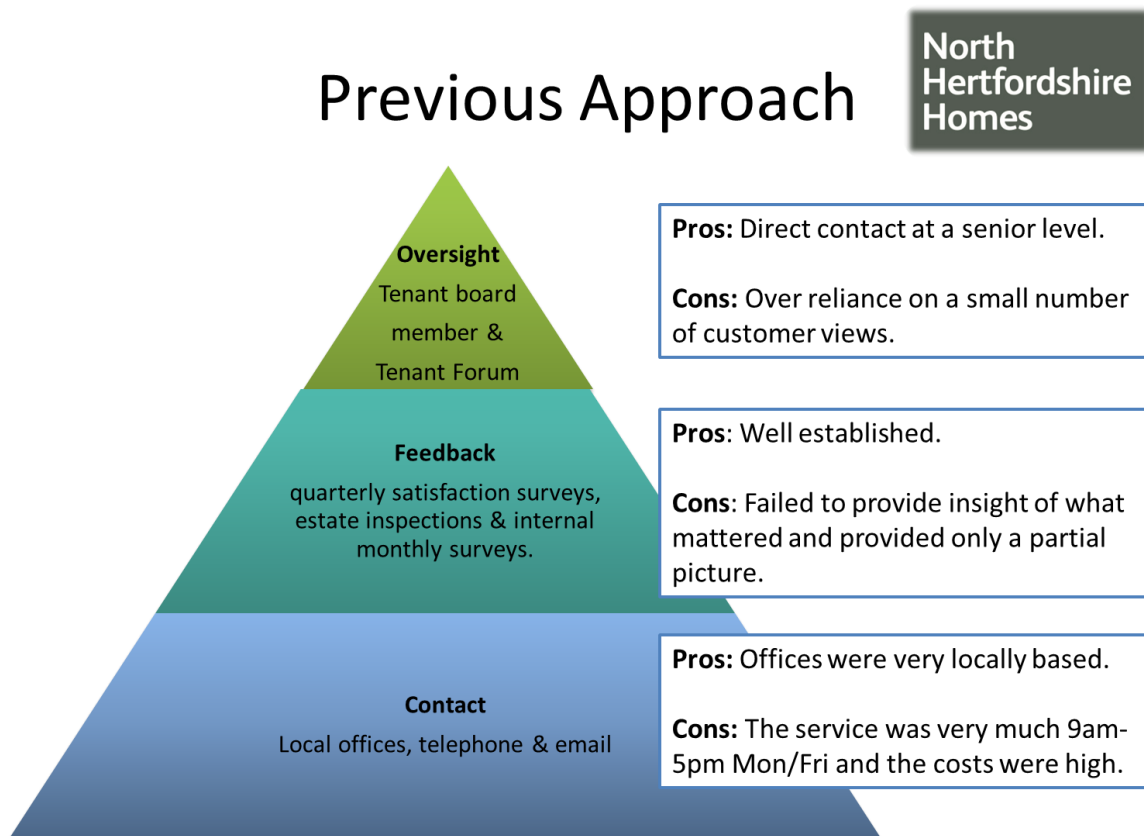 North
Hertfordshire
Homes
Previous Approach
Oversight
Tenant board
member &
Tenant Forum
Pros: Direct contact at a senior level.
Cons: Over reliance on a small number
of customer views.
Feedback
quarterly satisfaction surveys,
estate inspections & internal
monthly surveys.
Pros: Well established.
Cons: Failed to provide insight of what
mattered and provided only a partial
picture.
Contact
Local offices, telephone & email
Pros: Offices were very locally based.
Cons: The service was very much 9am-
5pm Mon/Fri and the costs were high.